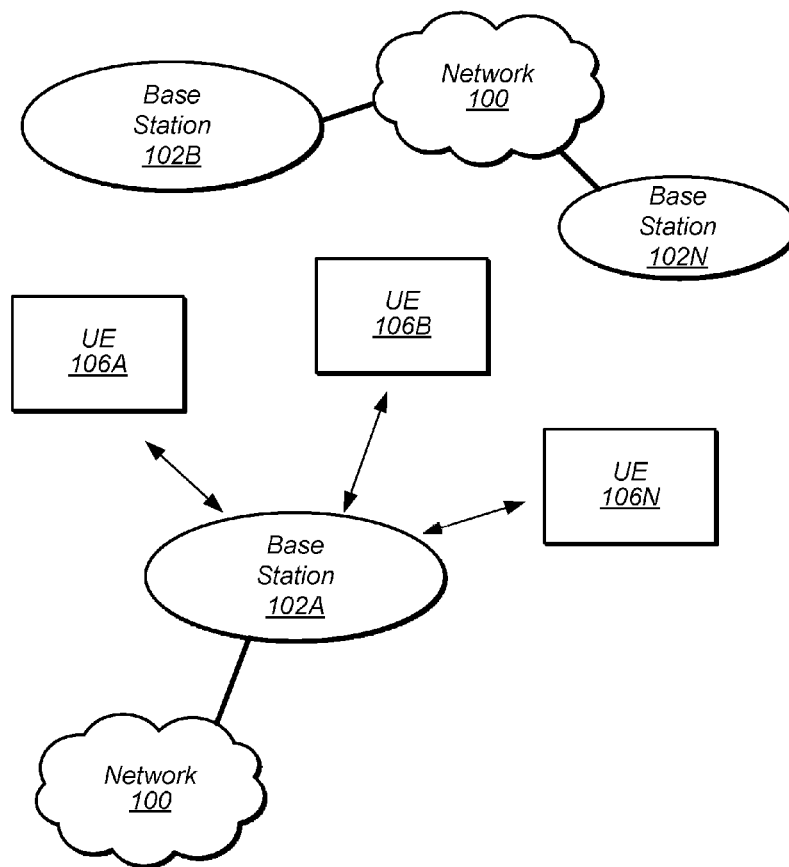 Network
100
Base
Station
102B
Base
Station
102N
UE
106B
UE
106A
UE
106N
Base
Station
102A
Network
100